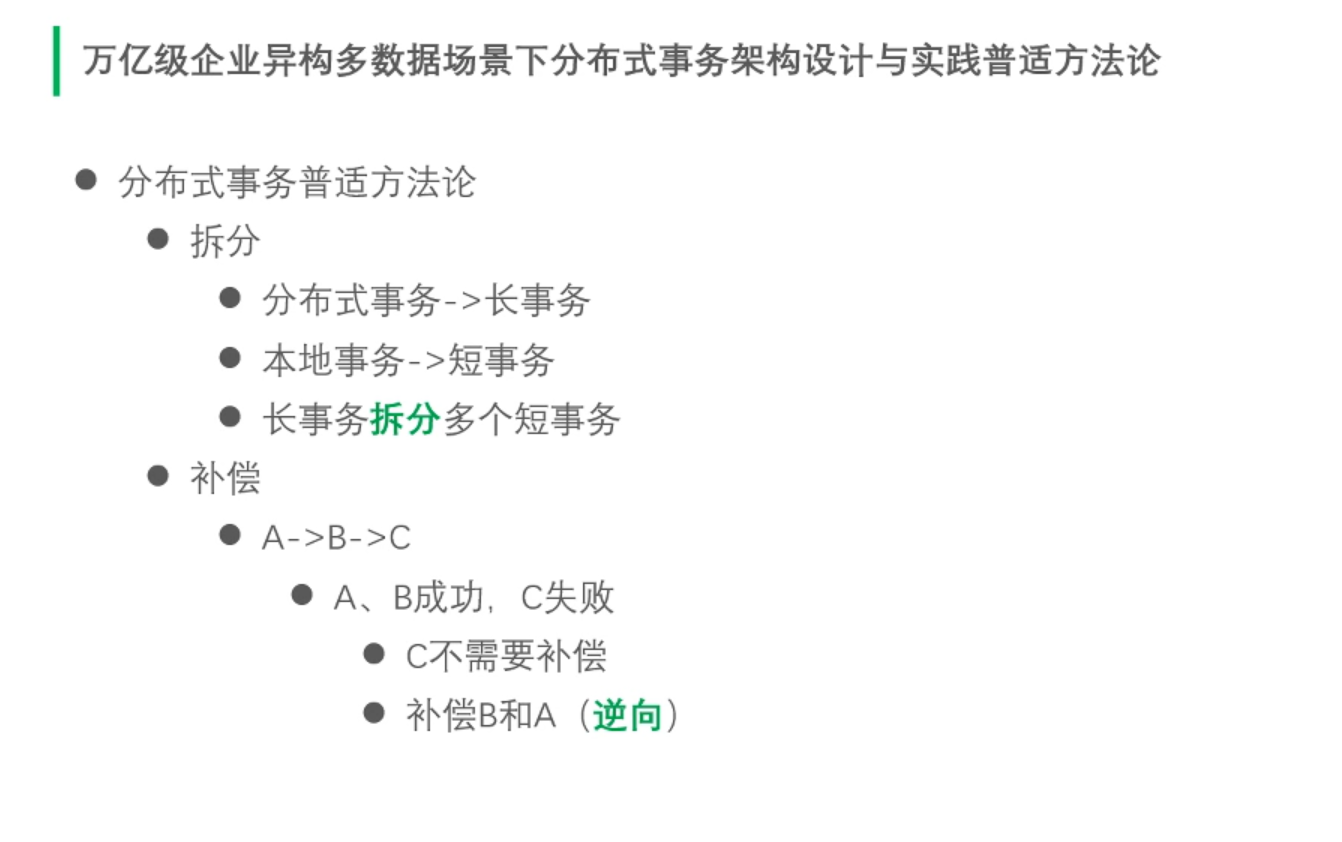 万亿级企业异构多数据场景下分布式事务架构设计与实践普适方法论
分布式事务普适方法论
拆分
分布式事务->长事务
本地事务->短事务
长事务拆分多个短事务
补偿
A->B->C
A、B成功，C失败
C不需要补偿
补偿B和A（逆向）